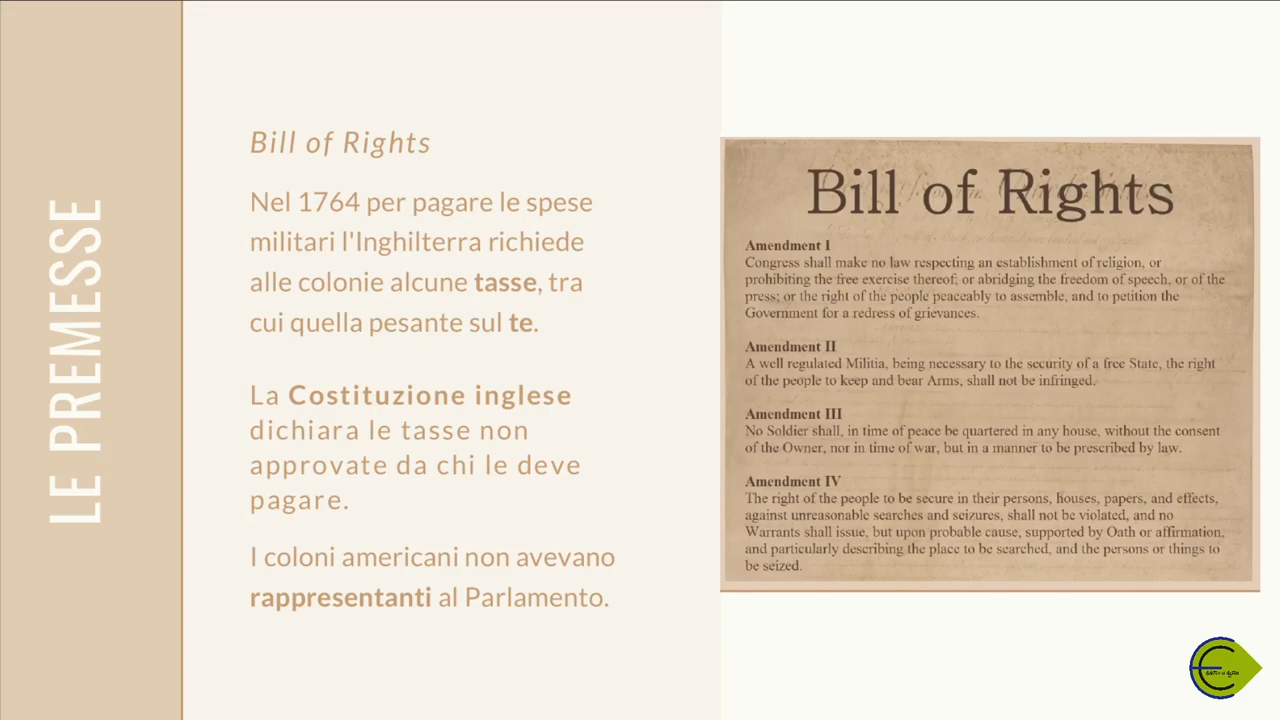 LE PREMESSE
Bill of Rights
Nel 1764 per pagare le spese
militari l'Inghilterra richiede
alle colonie alcune tasse, tra
cui quella pesante sul te.
La Costituzione inglese
dichiara le tasse non
approvate da chi le deve
pagare.
I coloni americani non avevano
rappresentanti al Parlamento.
Bill of Rights
Amendment I
Congress shall make no law respecting an establishment of religion, or
prohibiting the free exercise thereof; or abridging the freedom of speech, or of the
press; or the right of the people peaceably to assemble, and to petition the
Government for a redress of grievances.
Amendment II
A well regulated Militia, being necessary to the security of a free State, the right
of the people to keep and bear Arms, shall not be infringed.
Amendment III
No Soldier shall, in time of peace be quartered in any house, without the consent
of the Owner, nor in time of war, but in a manner to be prescribed by law.
Amendment IV
The right of the people to be secure in their persons, houses, papers, and effects,
against unreasonable searches and seizures, shall not be violated, and no
Warrants shall issue, but upon probable cause, supported by Oath or affirmation,
and particularly describing the place to be searched, and the persons or things to
be seized.